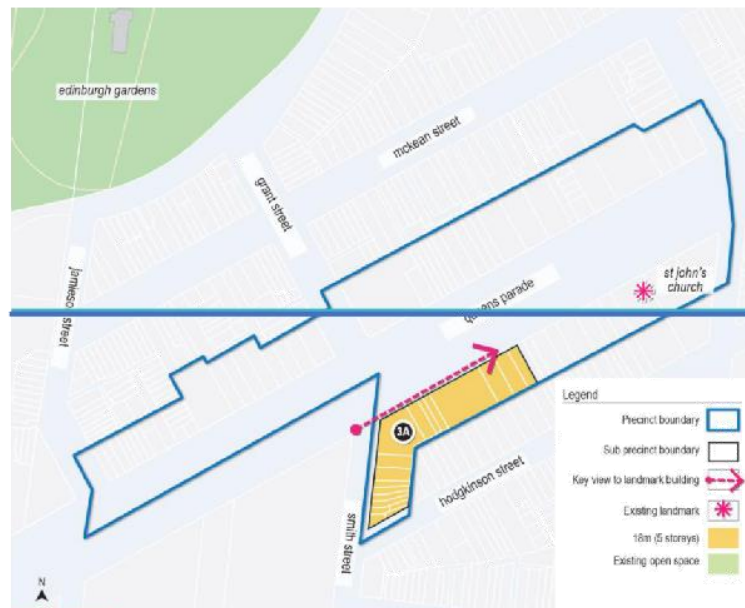 edinburgh gardens
mckean street
grant street
jamieson street
st john's
church
queens parade
3A
hodgkinson street
smith street
N
Legend
Precinct boundary
Sub precinct boundary
Key view to landmark building
Existing landmark
18m (5 storeys)
Existing open space